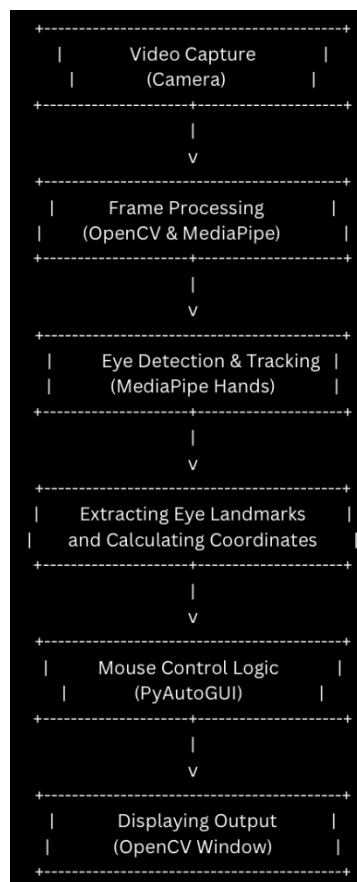 Video Capture
(Camera)
Frame Processing
(OpenCV & MediaPipe)
Eye Detection & Tracking
(MediaPipe Hands)
Extracting Eye Landmarks
and Calculating Coordinates
Mouse Control Logic
(PyAutoGUI)
Displaying Output
(OpenCV Window)